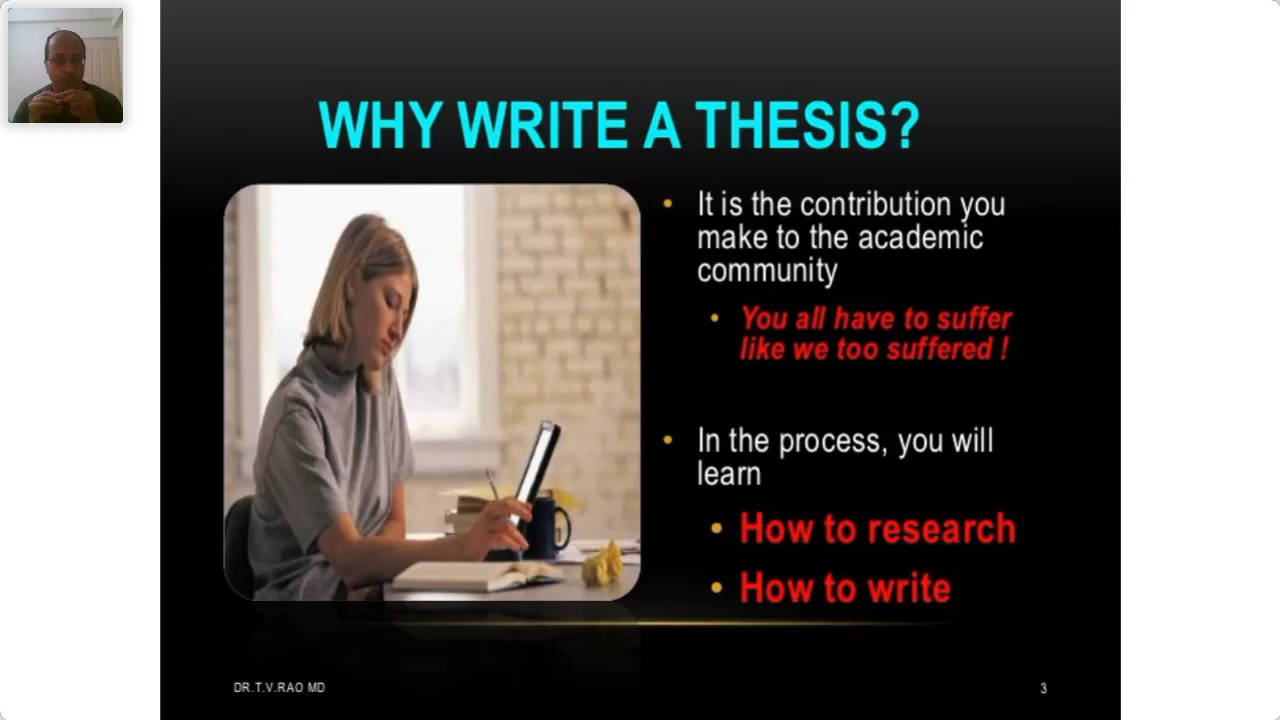 WHY WRITE A THESIS?
• It is the contribution you
make to the academic
community
• You all have to suffer
like we too suffered !
• In the process, you will
learn
• How to research
• How to write
DR.T.V.RAO MD
3